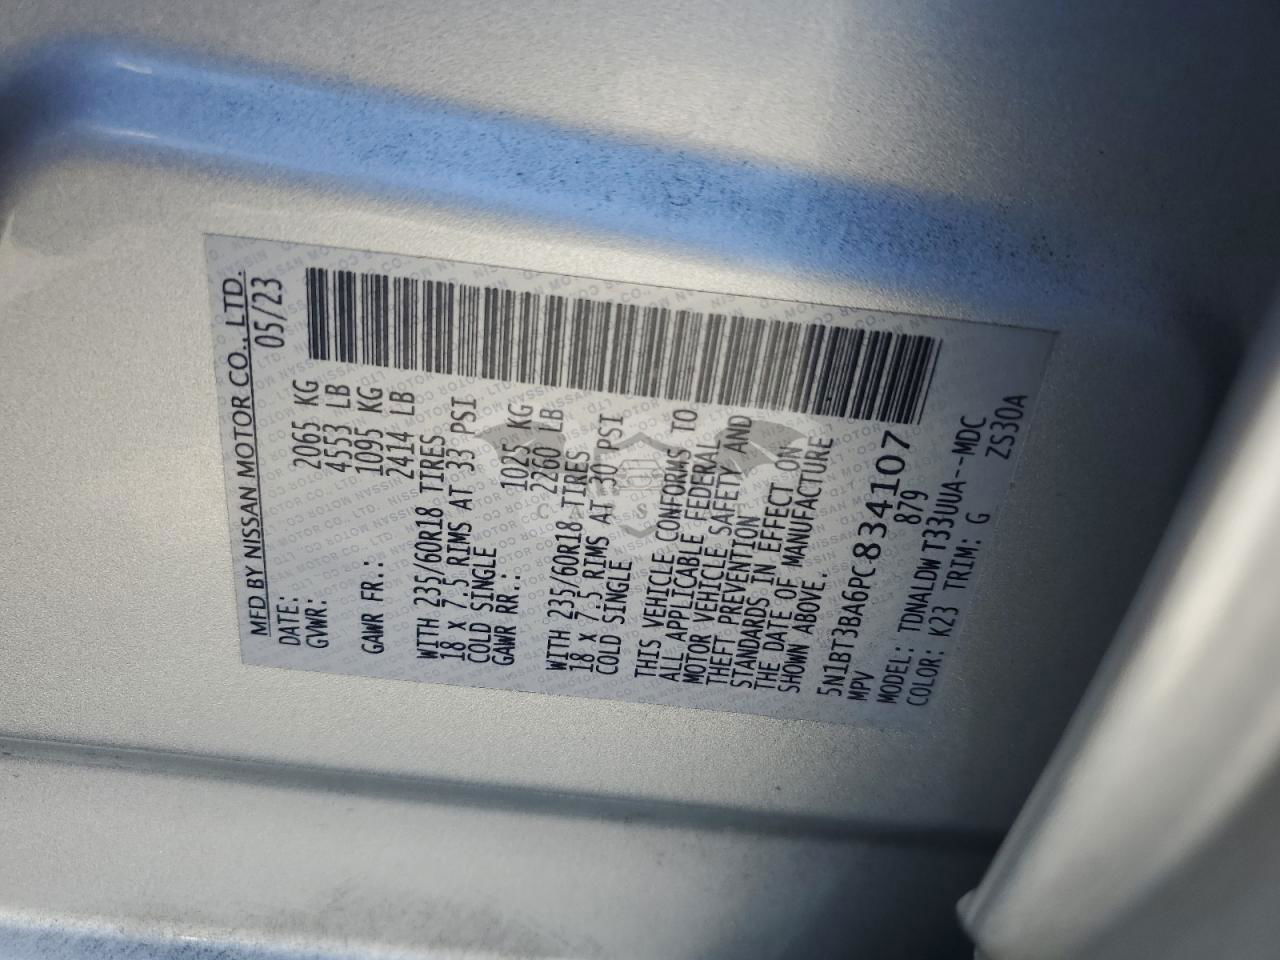 MFD BY NISSAN MOTOR CO., LTD.
DATE: 05/23
GVWR: 2065 KG
4553 LB
GAWR FR.: 1095 KG
2414 LB
WITH 235/60R18 TIRES
18 X 7.5 RIMS AT 33 PSI
COLD SINGLE
GAWR RR.: 1025 KG
2260 LB
WITH 235/60R18 TIRES
18 X 7.5 RIMS AT 30 PSI
COLD SINGLE
THIS VEHICLE CONFORMS TO
ALL APPLICABLE FEDERAL
MOTOR VEHICLE SAFETY AND
THEFT PREVENTION
STANDARDS IN EFFECT ON
THE DATE OF MANUFACTURE
SHOWN ABOVE.
5N1BT3BA6PC834107
MPV 879
MODEL: TDNALDWT33UUA--MDC
COLOR: K23 TRIM: G ZS30A